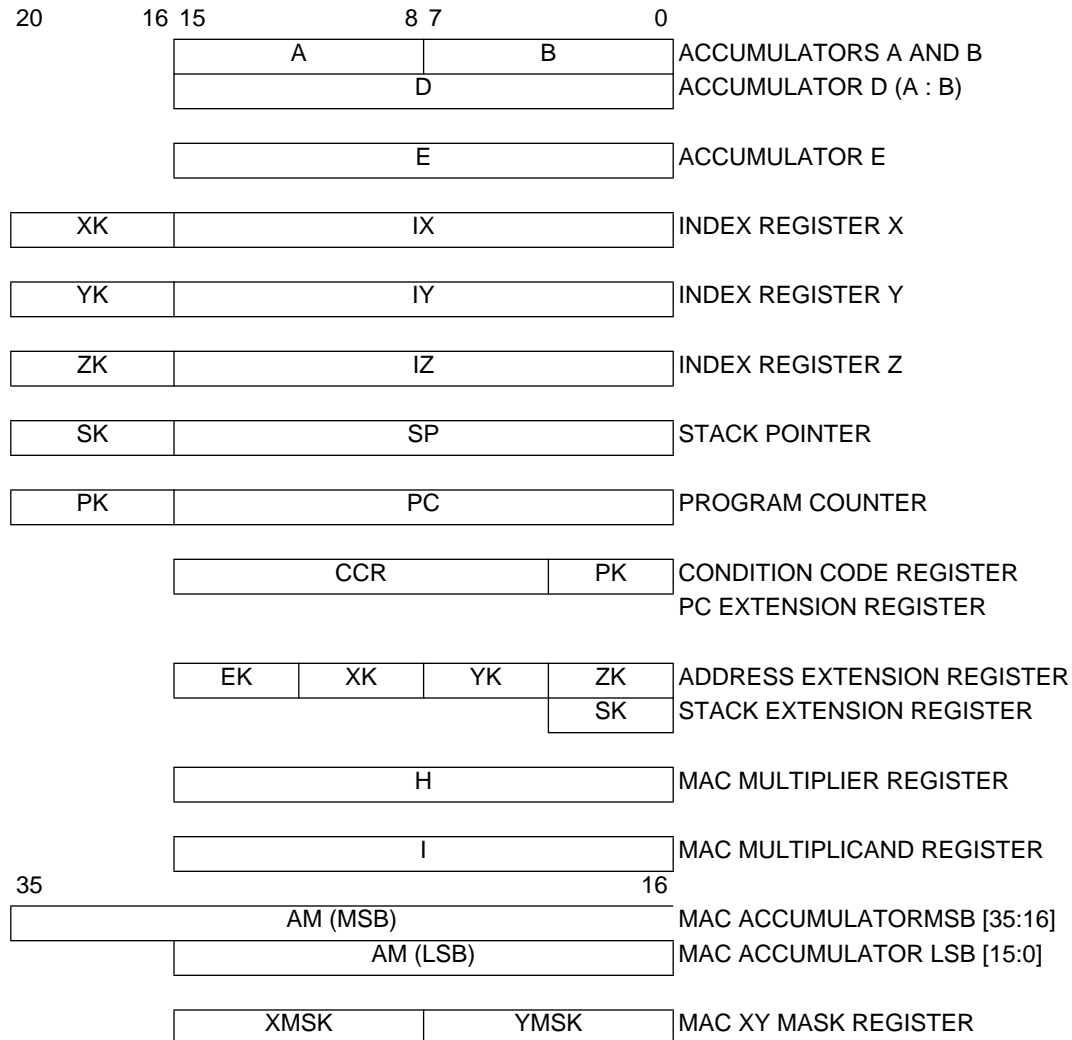 20 16 15 8 7 0
A B ACCUMULATORS A AND B
D ACCUMULATOR D (A : B)
E ACCUMULATOR E
XK IX INDEX REGISTER X
YK IY INDEX REGISTER Y
ZK IZ INDEX REGISTER Z
SK SP STACK POINTER
PK PC PROGRAM COUNTER
CCR PK CONDITION CODE REGISTER
PC EXTENSION REGISTER
EK XK YK ZK ADDRESS EXTENSION REGISTER
SK STACK EXTENSION REGISTER
H MAC MULTIPLIER REGISTER
I MAC MULTIPLICAND REGISTER
35 16
AM (MSB) MAC ACCUMULATORMSB [35:16]
AM (LSB) MAC ACCUMULATOR LSB [15:0]
XMSK YMSK MAC XY MASK REGISTER